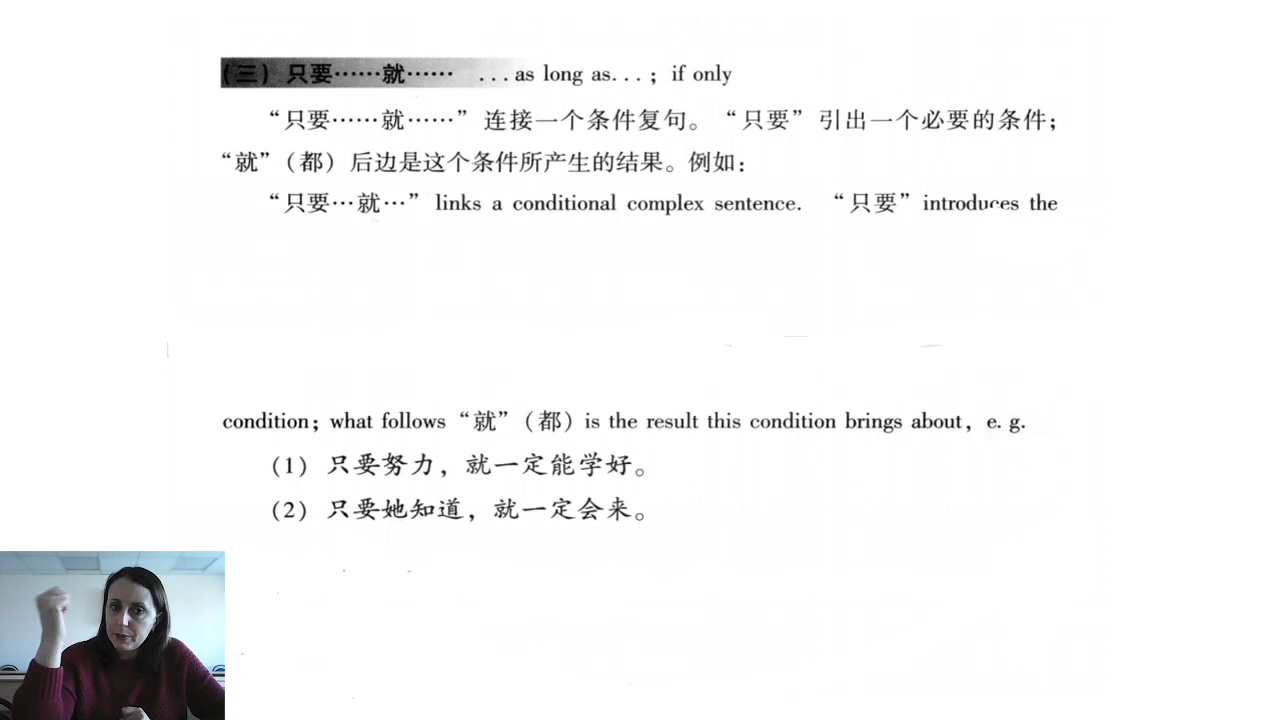 (三) 只要……就…… ...as long as...; if only
“只要……就……” 连接一个条件复句。“只要” 引出一个必要的条件;
“就”(都) 后边是这个条件所产生的结果。例如:
“只要…就…” links a conditional complex sentence. “只要” introduces the
condition; what follows “就” (都) is the result this condition brings about, e. g.
(1) 只要努力, 就一定能学好。
(2) 只要她知道, 就一定会来。